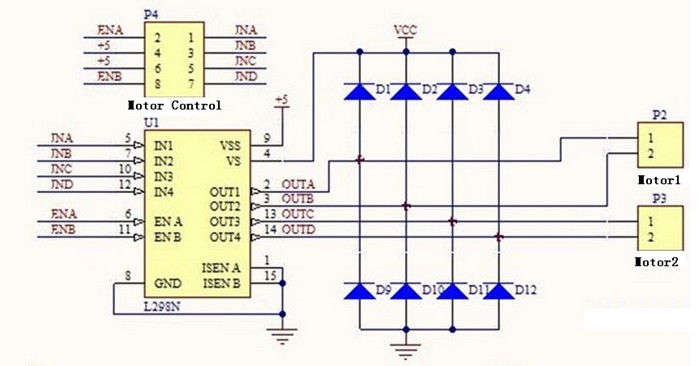 P4
ENA 2 1 JNA
+5 4 3 JNB
+5 6 5 JNC
ENB 8 7 JND
Motor Control
U1
VCC
+5
D1 D2 D3 D4
JNA 5 IN1 VSS 9
JNB 7 IN2 VS 4
JNC 10 IN3
JND 12 IN4 OUT1 2 OUTA
OUT2 3 OUTB
ENA 6 EN A OUT3 13 OUTC
ENB 11 EN B OUT4 14 OUTD
ISEN A 1
8 GND ISEN B 15
L298N
D9 D10 D11 D12
P2
1
2
Motor1
P3
1
2
Motor2